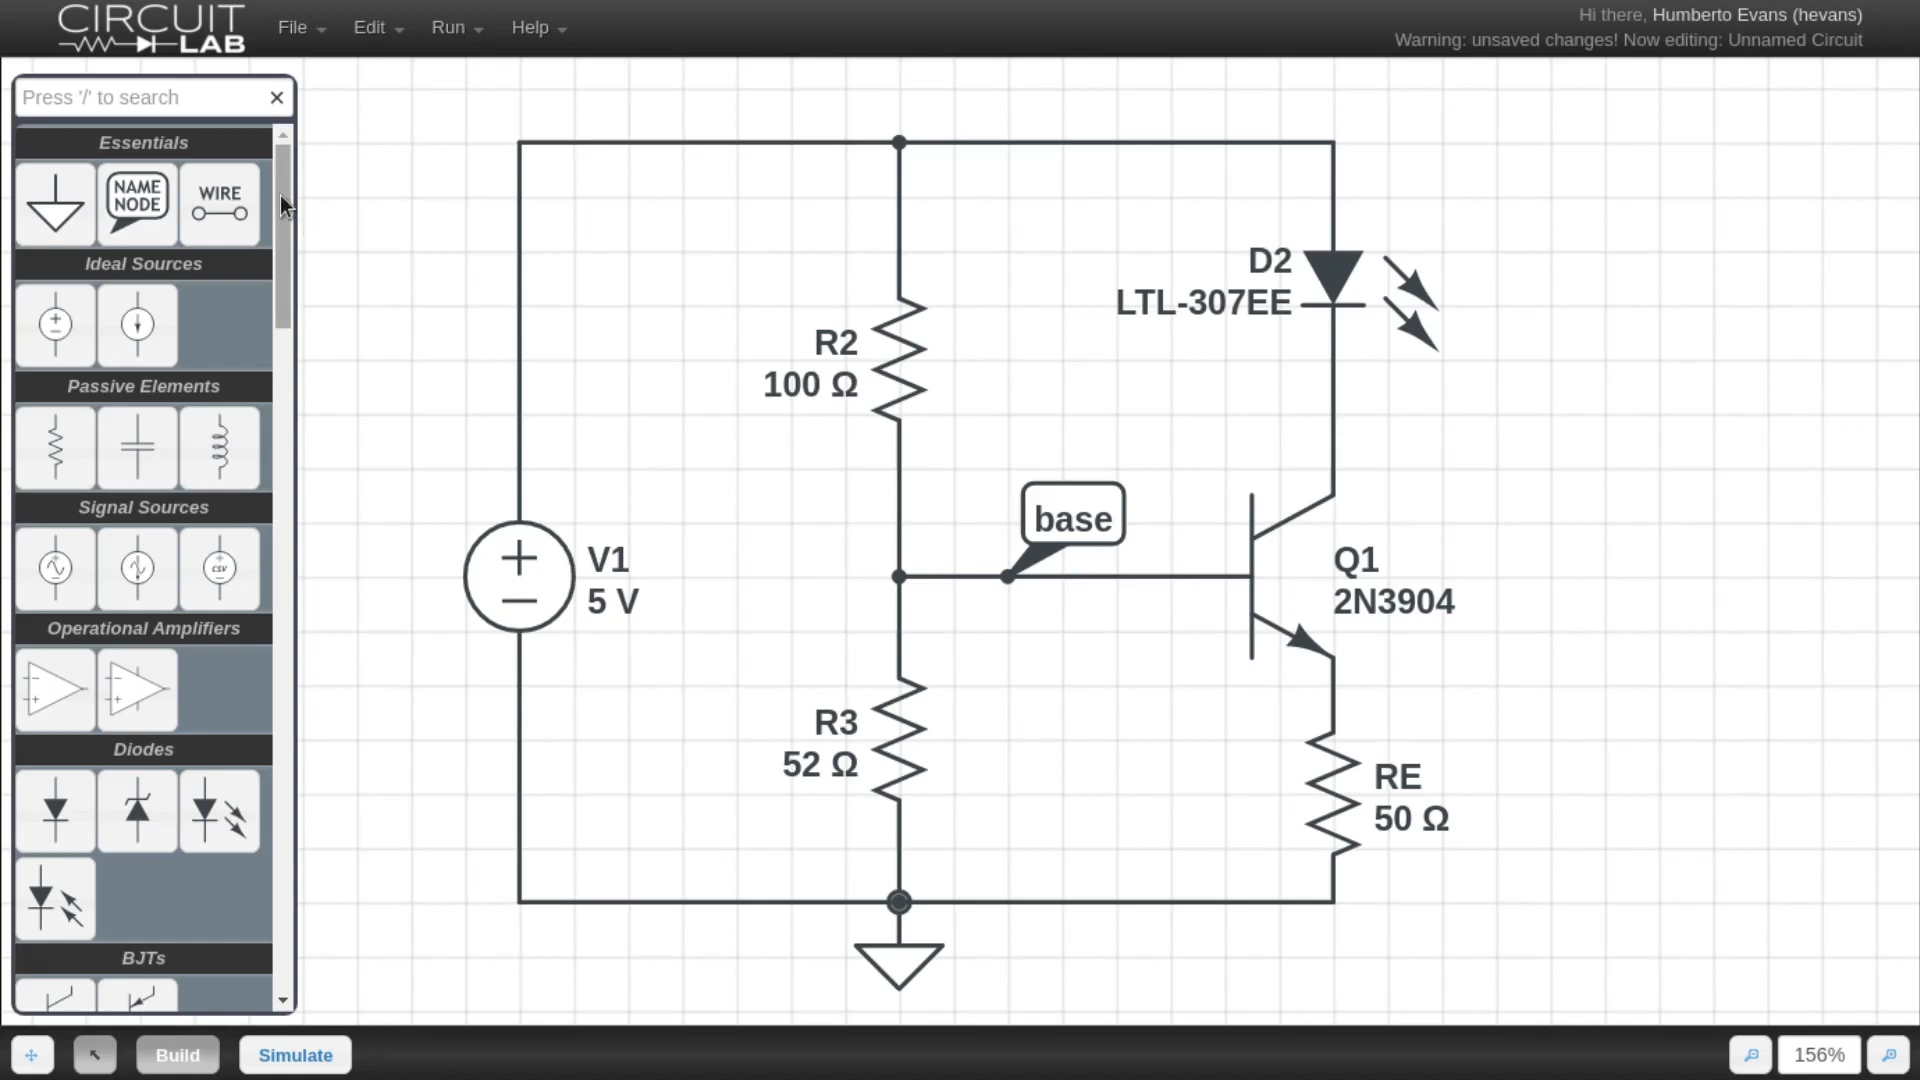 CIRCUIT
LAB
File
Edit
Run
Help
Hi there, Humberto Evans (hevans)
Warning: unsaved changes! Now editing: Unnamed Circuit
Press '/' to search
Essentials
NAME
NODE
WIRE
Ideal Sources
Passive Elements
Signal Sources
csv
Operational Amplifiers
Diodes
BJTs
D2
LTL-307EE
R2
100 Ω
base
V1
5 V
Q1
2N3904
R3
52 Ω
RE
50 Ω
Build
Simulate
156%